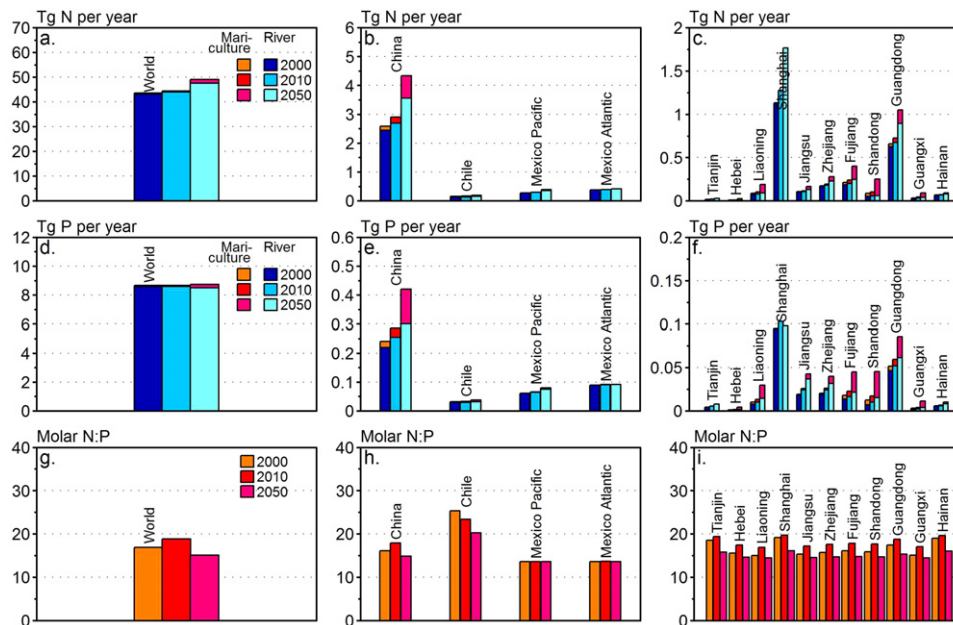 Tg N per year
70
60
50
40
30
20
10
0
a.
World
Mari-
culture
River
2000
2010
2050
Tg N per year
6
5
4
3
2
1
0
b.
China
Chile
Mexico Pacific
Mexico Atlantic
Tg N per year
2
1.5
1
0.5
0
c.
Tianjin
Hebei
Liaoning
Shanghai
Jiangsu
Zhejiang
Fujiang
Shandong
Guangdong
Guangxi
Hainan
Tg P per year
14
12
10
8
6
4
2
0
d.
World
Mari-
culture
River
2000
2010
2050
Tg P per year
0.6
0.5
0.4
0.3
0.2
0.1
0
e.
China
Chile
Mexico Pacific
Mexico Atlantic
Tg P per year
0.2
0.15
0.1
0.05
0
f.
Tianjin
Hebei
Liaoning
Shanghai
Jiangsu
Zhejiang
Fujiang
Shandong
Guangdong
Guangxi
Hainan
Molar N:P
40
30
20
10
0
g.
World
2000
2010
2050
Molar N:P
40
30
20
10
0
h.
China
Chile
Mexico Pacific
Mexico Atlantic
Molar N:P
40
30
20
10
0
i.
Tianjin
Hebei
Liaoning
Shanghai
Jiangsu
Zhejiang
Fujiang
Shandong
Guangdong
Guangxi
Hainan